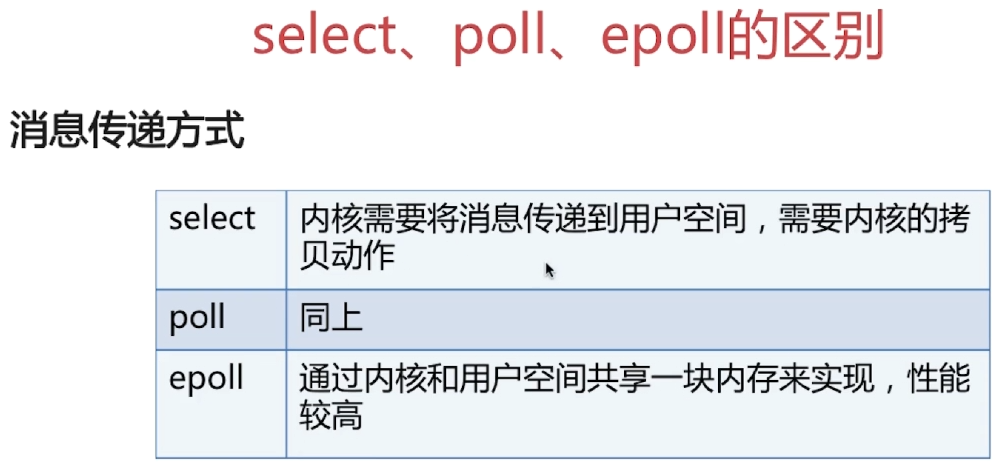 select、poll、epoll的区别
消息传递方式
select
内核需要将消息传递到用户空间，需要内核的拷
贝动作
poll
同上
epoll
通过内核和用户空间共享一块内存来实现，性能
较高